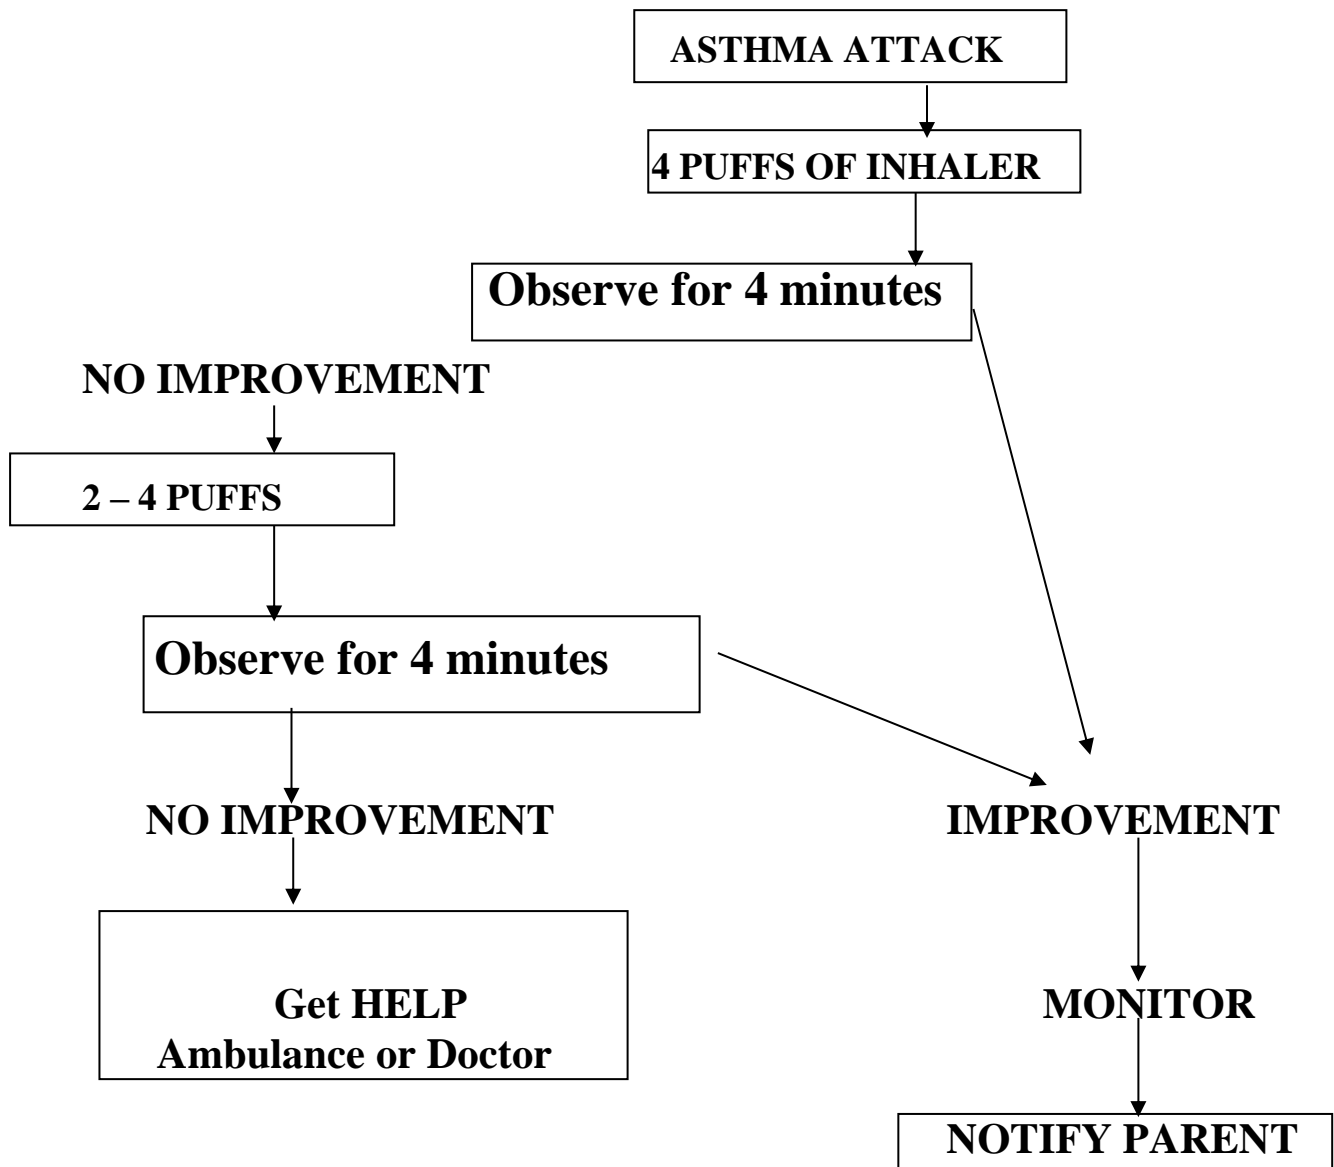 ASTHMA ATTACK
4 PUFFS OF INHALER
Observe for 4 minutes
NO IMPROVEMENT
2 – 4 PUFFS
Observe for 4 minutes
NO IMPROVEMENT
IMPROVEMENT
Get HELP
Ambulance or Doctor
MONITOR
NOTIFY PARENT